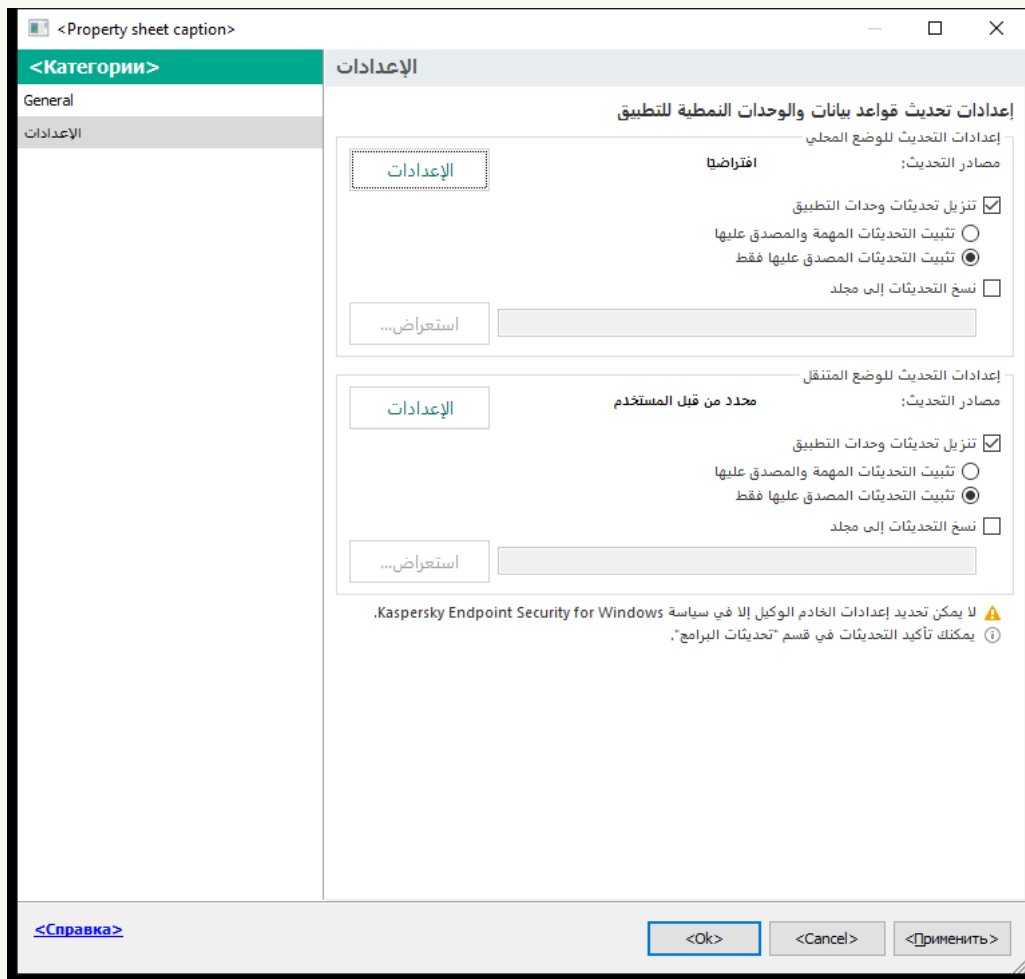 <Property sheet caption>
<Категории>
General
الإعدادات
الإعدادات
إعدادات تحديث قواعد بيانات والوحدات النمطية للتطبيق
إعدادات التحديث للوضع المحلي
مصادر التحديث: افتراضيًا الإعدادات
تنزيل تحديثات وحدات التطبيق
تثبيت التحديثات المهمة والمصدق عليها
تثبيت التحديثات المصدق عليها فقط
نسخ التحديثات إلى مجلد
استعراض...
إعدادات التحديث للوضع المتنقل
مصادر التحديث: محدد من قبل المستخدم الإعدادات
تنزيل تحديثات وحدات التطبيق
تثبيت التحديثات المهمة والمصدق عليها
تثبيت التحديثات المصدق عليها فقط
نسخ التحديثات إلى مجلد
استعراض...
لا يمكن تحديد إعدادات الخادم الوكيل إلا في سياسة Kaspersky Endpoint Security for Windows.
يمكنك تأكيد التحديثات في قسم "تحديثات البرامج".
<Справка>
<Ok> <Cancel> <Применить>